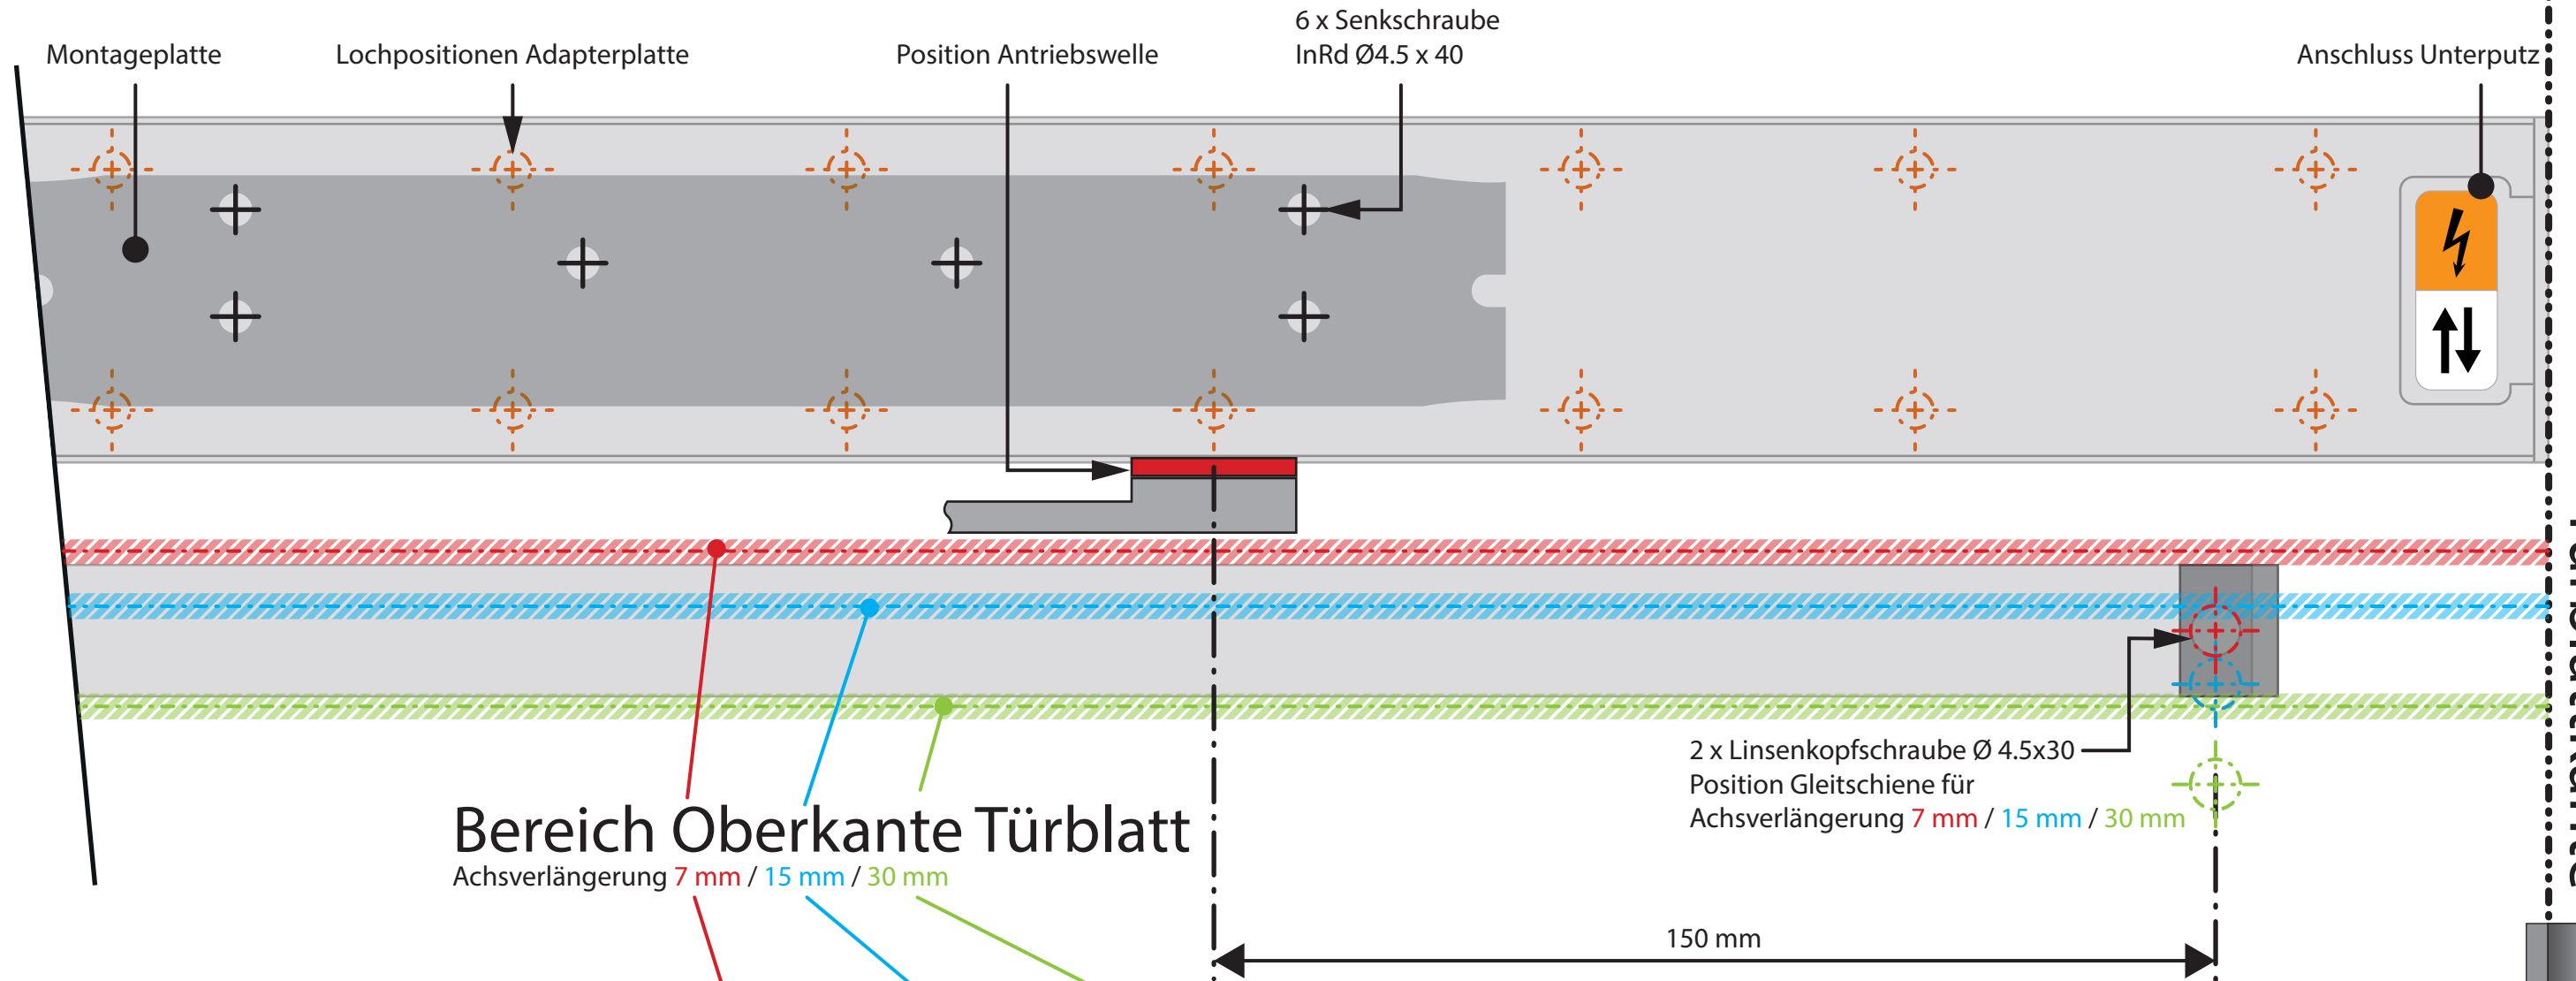 6 x Senkschraube
Montageplatte
Lochpositionen Adapterplatte
Position Antriebswelle
InRd Ø4.5 x 40
Anschluss Unterputz
2 x Linsenkopfschraube Ø 4.5x30
Position Gleitschiene für
Achsverlängerung 7 mm / 15 mm / 30 mm
Bereich Oberkante Türblatt
Achsverlängerung 7 mm / 15 mm / 30 mm
150 mm